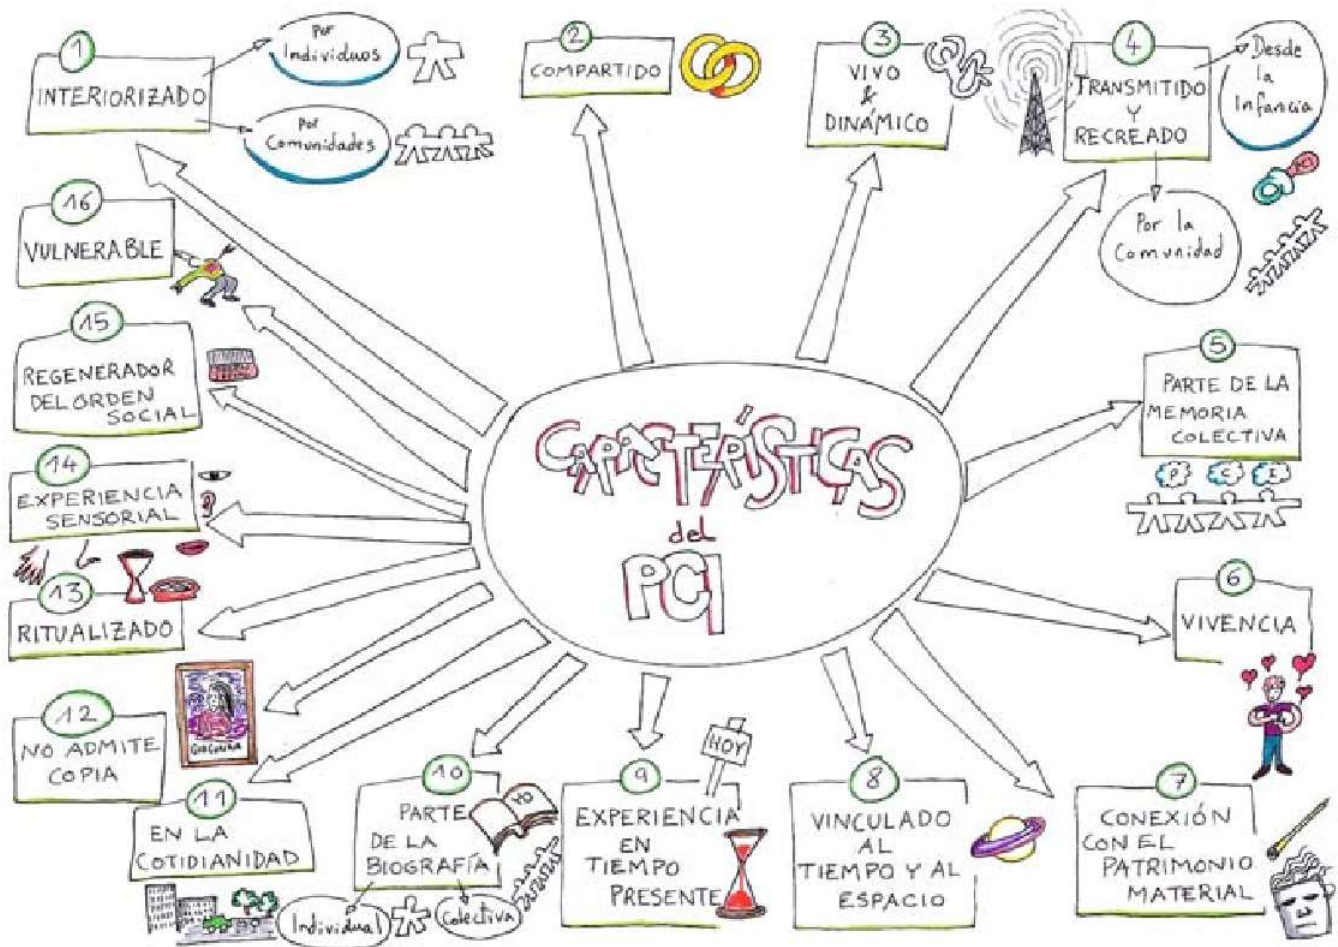 CARACTERÍSTICAS
del
PCI
1
INTERIORIZADO
Por
Individuos
Por
Comunidades
2
COMPARTIDO
3
VIVO
&
DINÁMICO
4
TRANSMITIDO
Y
RECREADO
Desde
la
Infancia
Por la
Comunidad
5
PARTE DE LA
MEMORIA
COLECTIVA
P
C
I
6
VIVENCIA
7
CONEXIÓN
CON EL
PATRIMONIO
MATERIAL
8
VINCULADO
AL
TIEMPO Y AL
ESPACIO
9
HOY
EXPERIENCIA
EN
TIEMPO
PRESENTE
10
PARTE
DE LA
BIOGRAFÍA
YO
Individual
Colectiva
11
EN LA
COTIDIANIDAD
12
NO ADMITE
COPIA
13
RITUALIZADO
14
EXPERIENCIA
SENSORIAL
15
REGENERADOR
DEL ORDEN
SOCIAL
16
VULNERABLE